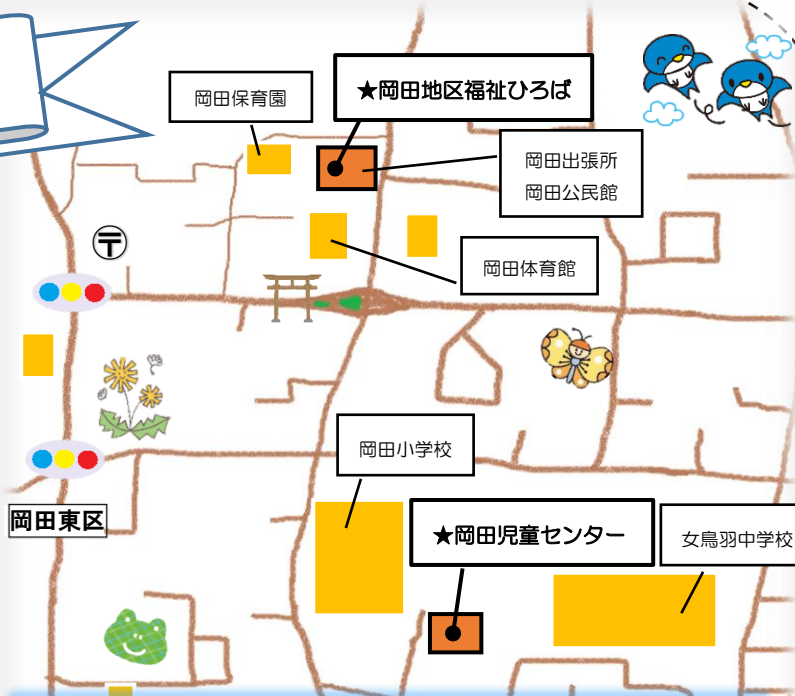 岡田保育園
★岡田地区福祉ひろば
岡田出張所
岡田公民館
〒
岡田体育館
岡田小学校
岡田東区
★岡田児童センター
女鳥羽中学校